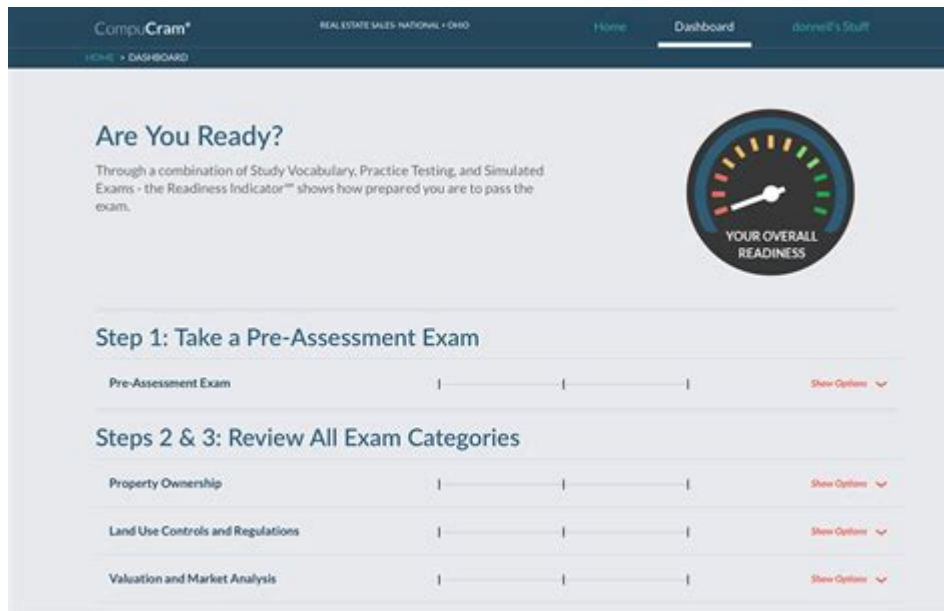 CompuCram®
REAL ESTATE SALES- NATIONAL + OHIO
Home
Dashboard
donnell's Stuff
HOME > DASHBOARD
Are You Ready?
Through a combination of Study Vocabulary, Practice Testing, and Simulated
Exams - the Readiness Indicator℠ shows how prepared you are to pass the
exam.
YOUR OVERALL
READINESS
Step 1: Take a Pre-Assessment Exam
Pre-Assessment Exam
Show Options
Steps 2 & 3: Review All Exam Categories
Property Ownership
Show Options
Land Use Controls and Regulations
Show Options
Valuation and Market Analysis
Show Options